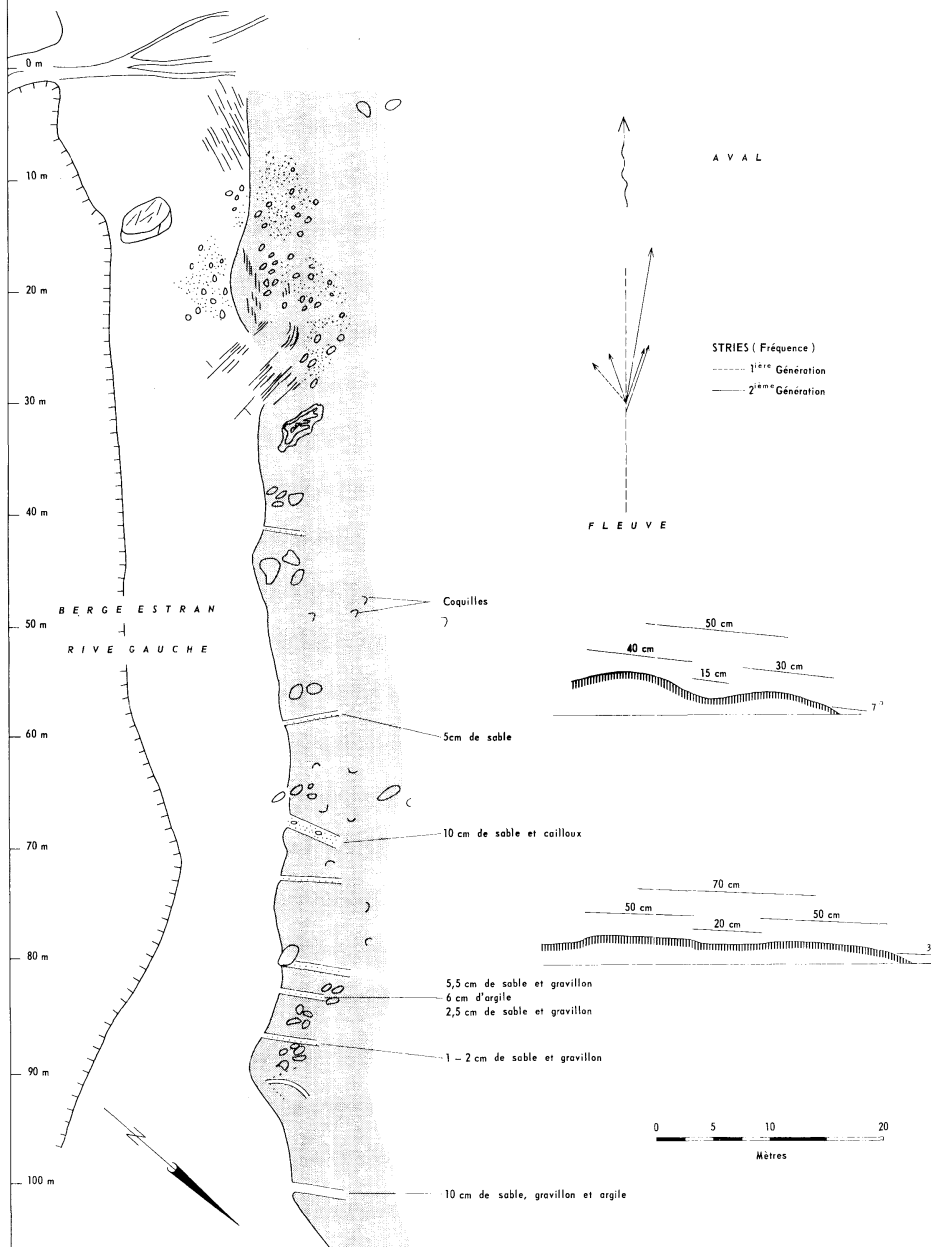 0 m
10 m
20 m
30 m
40 m
50 m
60 m
70 m
80 m
90 m
100 m
BERGE ESTRAN
RIVE GAUCHE
N
Coquilles
5cm de sable
10 cm de sable et cailloux
5,5 cm de sable et gravillon
6 cm d'argile
2,5 cm de sable et gravillon
1 – 2 cm de sable et gravillon
10 cm de sable, gravillon et argile
AVAL
STRIES ( Fréquence )
1ière Génération
2ième Génération
FLEUVE
50 cm
40 cm
15 cm
30 cm
7°
70 cm
50 cm
20 cm
50 cm
3
0 5 10 20
Mètres